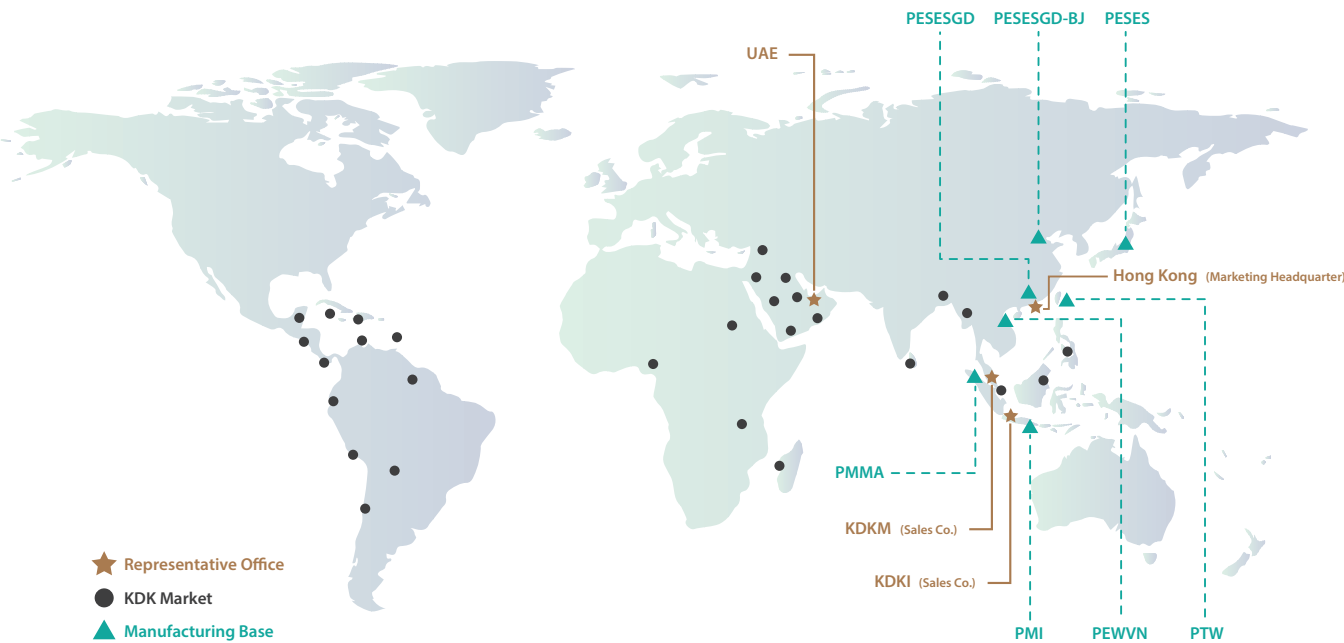 PESESGD
PESESGD-BJ
PESES
UAE
Hong Kong (Marketing Headquarter)
PMMA
KDKM (Sales Co.)
KDKI (Sales Co.)
PMI
PEWVN
PTW
Representative Office
KDK Market
Manufacturing Base